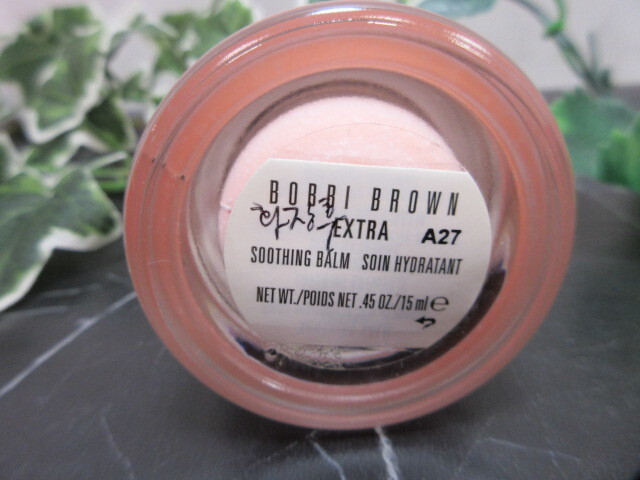 BOBBI BROWN
EXTRA A27
SOOTHING BALM SOIN HYDRATANT
NET WT./POIDS NET .45 OZ./15 ml ℮